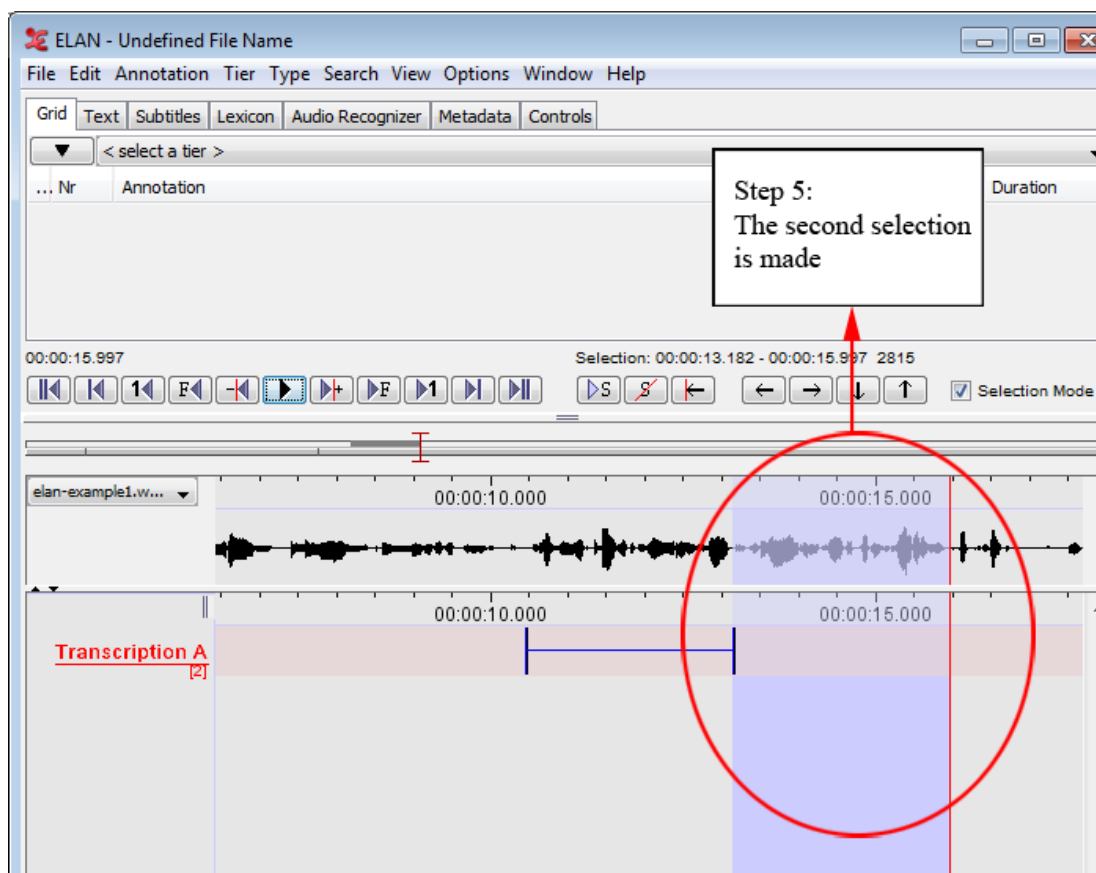 ELAN - Undefined File Name
File Edit Annotation Tier Type Search View Options Window Help
Grid Text Subtitles Lexicon Audio Recognizer Metadata Controls
< select a tier >
... Nr Annotation Duration
Step 5:
The second selection
is made
00:00:15.997 Selection: 00:00:13.182 - 00:00:15.997 2815
1 F - + S F 1 S S Selection Mode
elan-example1.w...
00:00:10.000 00:00:15.000
00:00:10.000 00:00:15.000
Transcription A
[2]